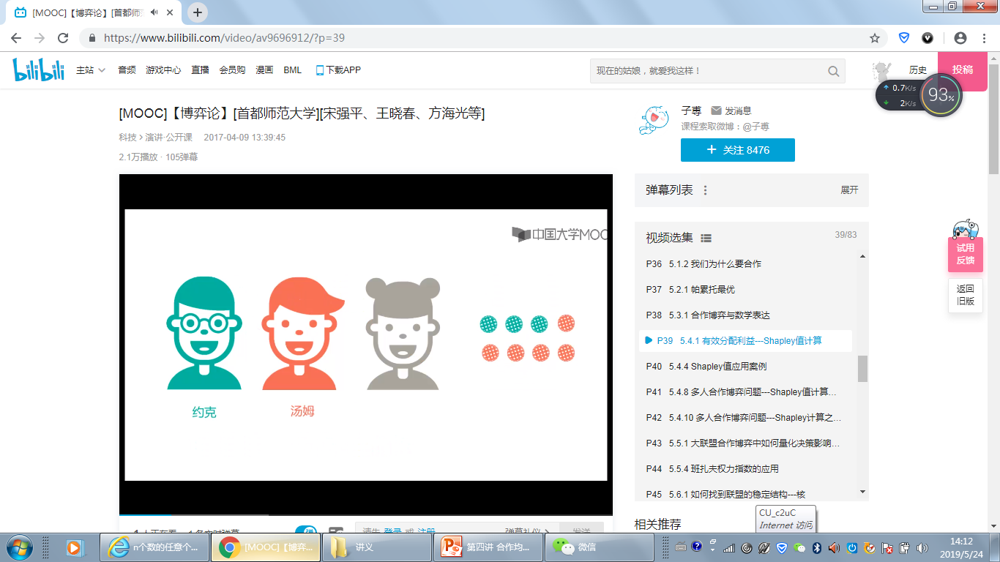 [MOOC]【博弈论】[首都师范
https://www.bilibili.com/video/av9696912/?p=39
bilibili 主站 音频 游戏中心 直播 会员购 漫画 BML 下载APP 现在的姑娘，就爱我这样！ 历史 投稿
0.7K/s
2K/s
93%
[MOOC]【博弈论】[首都师范大学][宋强平、王晓春、方海光等]
科技 > 演讲·公开课 2017-04-09 13:39:45
2.1万播放 · 105弹幕
子尊 发消息
课程索取微博：@子尊
+ 关注 8476
中国大学MOOC
约克
汤姆
弹幕列表 展开
视频选集 39/83
P36 5.1.2 我们为什么要合作
P37 5.2.1 帕累托最优
P38 5.3.1 合作博弈与数学表达
P39 5.4.1 有效分配利益---Shapley值计算
P40 5.4.4 Shapley值应用案例
P41 5.4.8 多人合作博弈问题---Shapley值计算...
P42 5.4.10 多人合作博弈问题---Shapley计算之...
P43 5.5.1 大联盟合作博弈中如何量化决策影响...
P44 5.5.4 班扎夫权力指数的应用
P45 5.6.1 如何找到联盟的稳定结构---核
试用
反馈
返回
旧版
相关推荐
1 人正在看 1 条实时弹幕 弹 请先 登录 或 注册 弹幕礼仪 > 发送
CU_c2uC
Internet 访问
n个数的任意个...
[MOOC]【博弈...
讲义
第四讲 合作均...
微信
14:12
2019/5/24